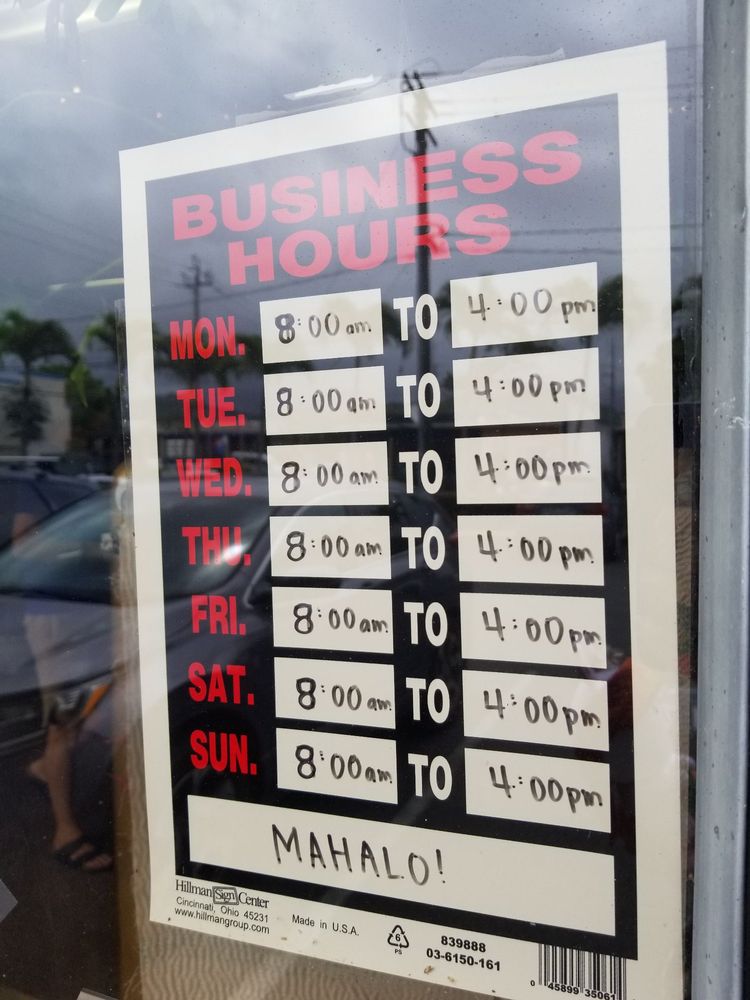 BUSINESS
HOURS
MON. 8:00 am TO 4:00 pm
TUE. 8:00 am TO 4:00 pm
WED. 8:00 am TO 4:00 pm
THU. 8:00 am TO 4:00 pm
FRI. 8:00 am TO 4:00 pm
SAT. 8:00 am TO 4:00 pm
SUN. 8:00 am TO 4:00 pm
MAHALO!
Hillman Sign Center
Cincinnati, Ohio 45231
www.hillmangroup.com
Made in U.S.A.
6
PS
839888
03-6150-161
0 45899 35061